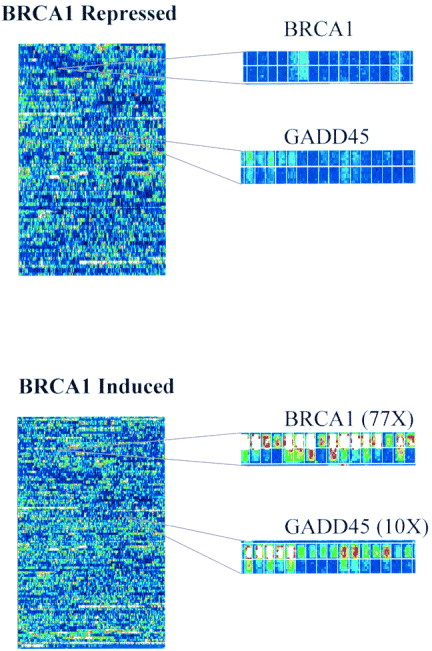 BRCA1 Repressed
BRCA1
GADD45
BRCA1 Induced
BRCA1 (77X)
GADD45 (10X)